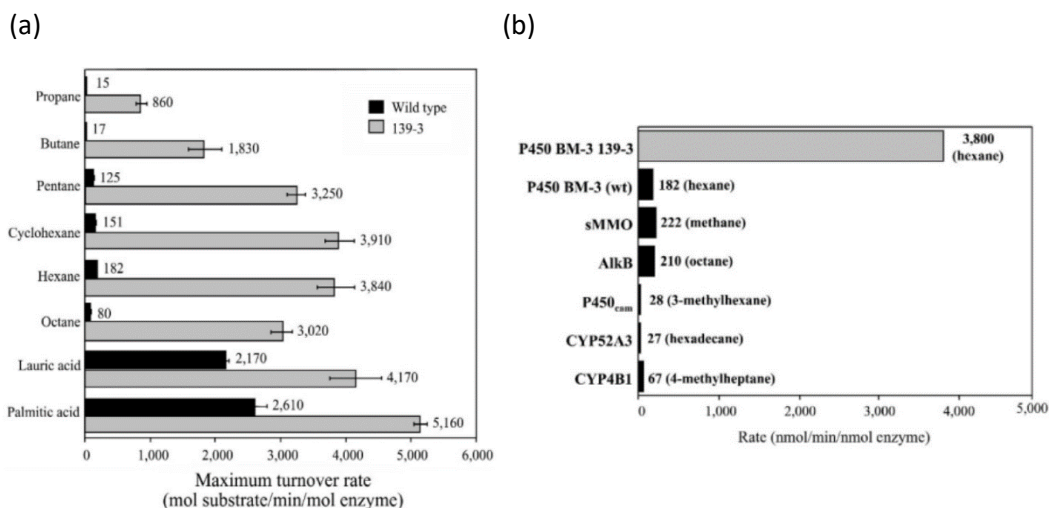 (a)
(b)
Propane
15
860
Butane
17
1,830
Pentane
125
3,250
Cyclohexane
151
3,910
Hexane
182
3,840
Octane
80
3,020
Lauric acid
2,170
4,170
Palmitic acid
2,610
5,160
Wild type
139-3
0 1,000 2,000 3,000 4,000 5,000 6,000
Maximum turnover rate
(mol substrate/min/mol enzyme)
P450 BM-3 139-3
3,800
(hexane)
P450 BM-3 (wt)
182 (hexane)
sMMO
222 (methane)
AlkB
210 (octane)
P450cam
28 (3-methylhexane)
CYP52A3
27 (hexadecane)
CYP4B1
67 (4-methylheptane)
0 1,000 2,000 3,000 4,000 5,000
Rate (nmol/min/nmol enzyme)